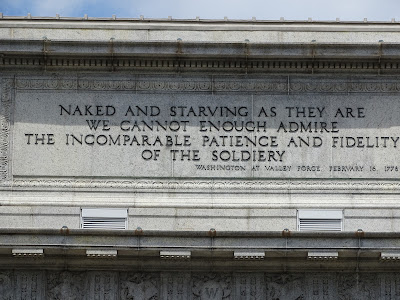 NAKED AND STARVING AS THEY ARE
WE CANNOT ENOUGH ADMIRE
THE INCOMPARABLE PATIENCE AND FIDELITY
OF THE SOLDIERY
WASHINGTON AT VALLEY FORGE, FEBRUARY 16, 1778